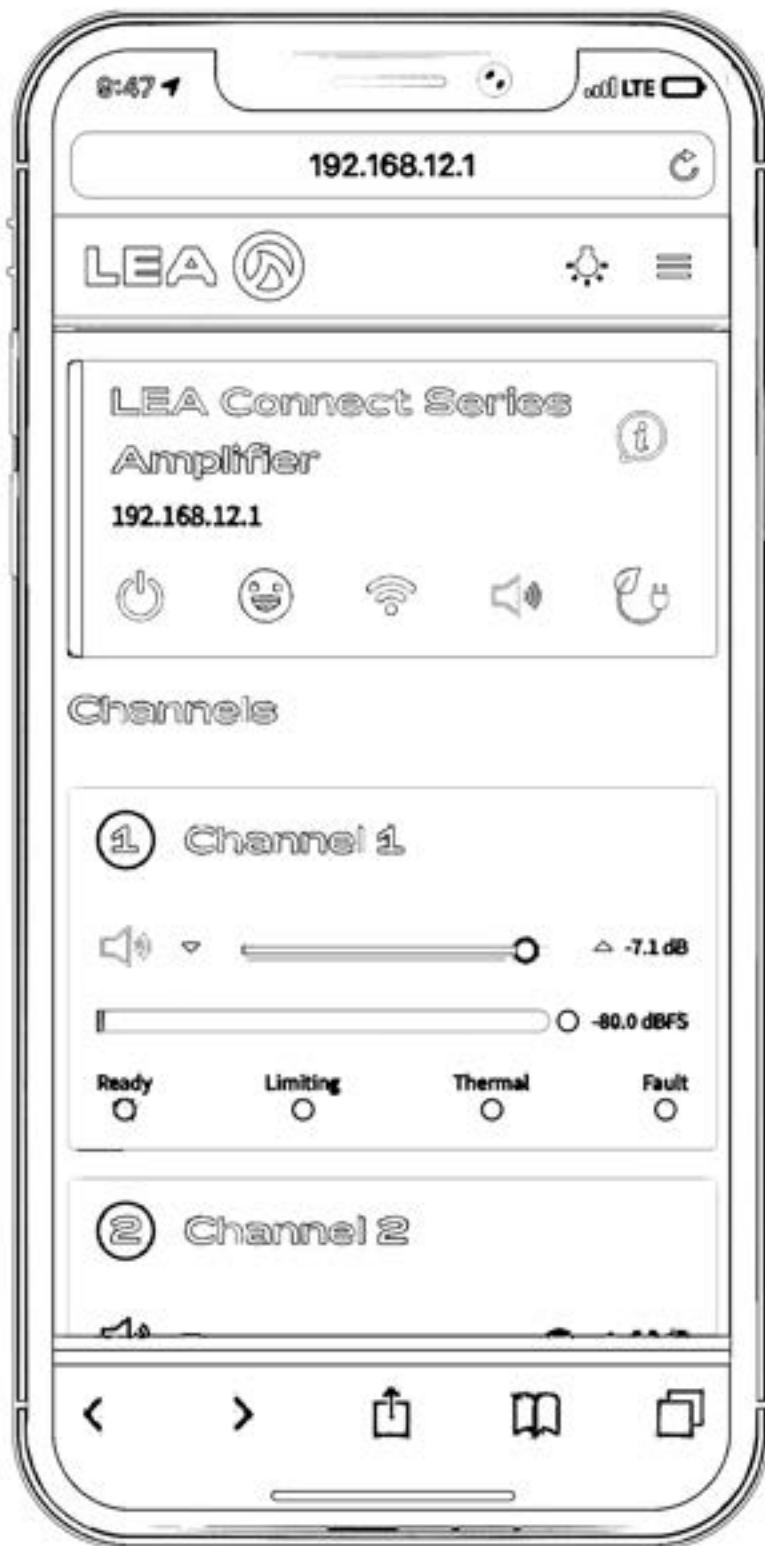 9:47 LTE
192.168.12.1
LEA
LEA Connect Series
Amplifier
192.168.12.1
Channels
1 Channel 1
-7.1 dB
-80.0 dBFS
Ready Limiting Thermal Fault
2 Channel 2